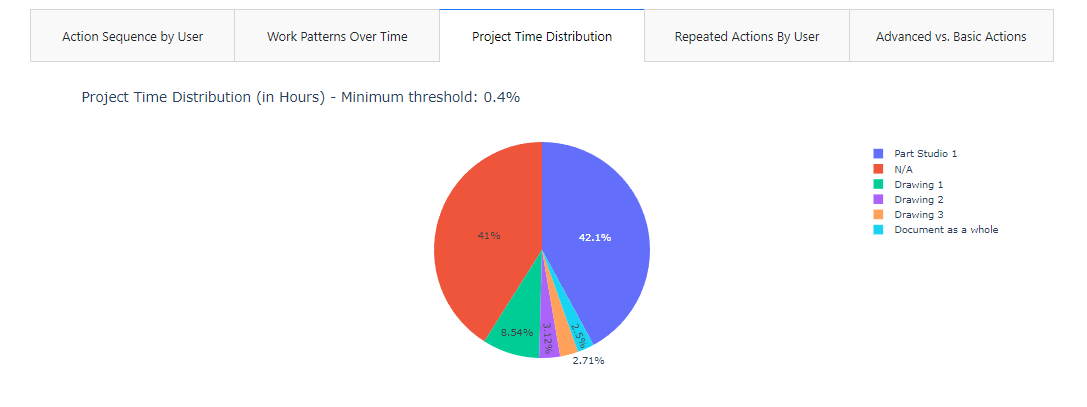 Action Sequence by User
Work Patterns Over Time
Project Time Distribution
Repeated Actions By User
Advanced vs. Basic Actions
Project Time Distribution (in Hours) - Minimum threshold: 0.4%
Part Studio 1
N/A
Drawing 1
Drawing 2
Drawing 3
Document as a whole
41%
42.1%
8.54%
3.12%
2.5%
2.71%